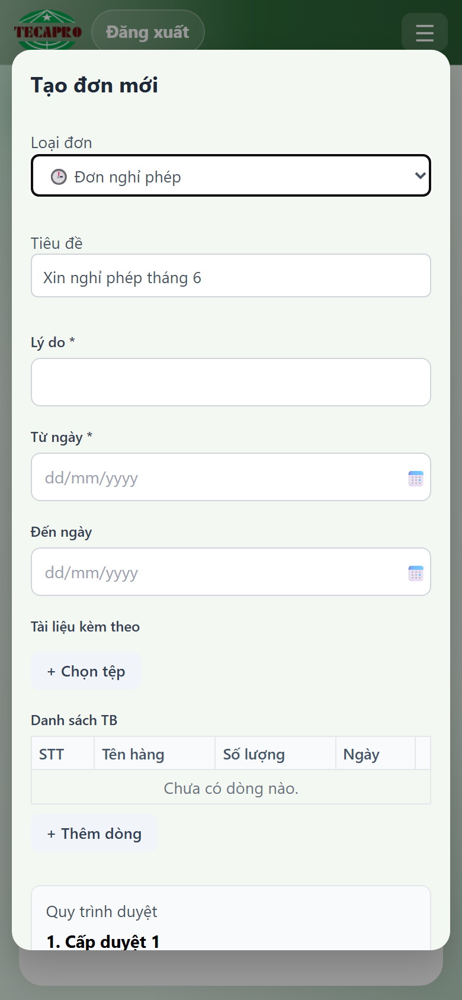 TECAPRO
Đăng xuất
Tạo đơn mới
Loại đơn
Đơn nghỉ phép
Tiêu đề
Xin nghỉ phép tháng 6
Lý do *
Từ ngày *
dd/mm/yyyy
Đến ngày
dd/mm/yyyy
Tài liệu kèm theo
+ Chọn tệp
Danh sách TB
STT Tên hàng Số lượng Ngày
Chưa có dòng nào.
+ Thêm dòng
Quy trình duyệt
1. Cấp duyệt 1